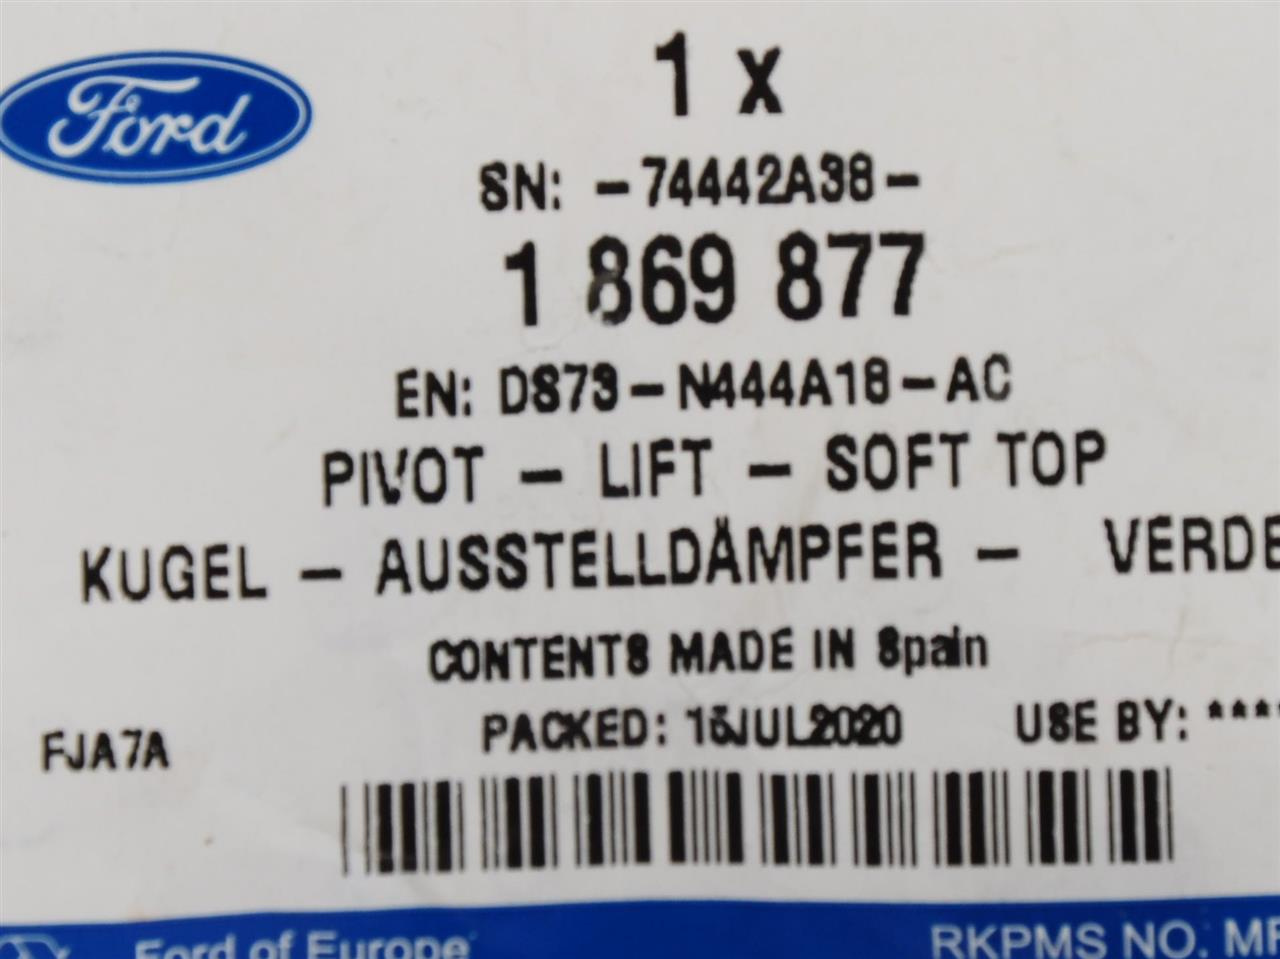 Ford
1 x
SN: -74442A38-
1 869 877
EN: DS73-N444A18-AC
PIVOT - LIFT - SOFT TOP
KUGEL - AUSSTELLDÄMPFER - VERDE
CONTENTS MADE IN Spain
FJA7A PACKED: 15JUL2020 USE BY: ****
Ford of Europe RKPMS NO. MF